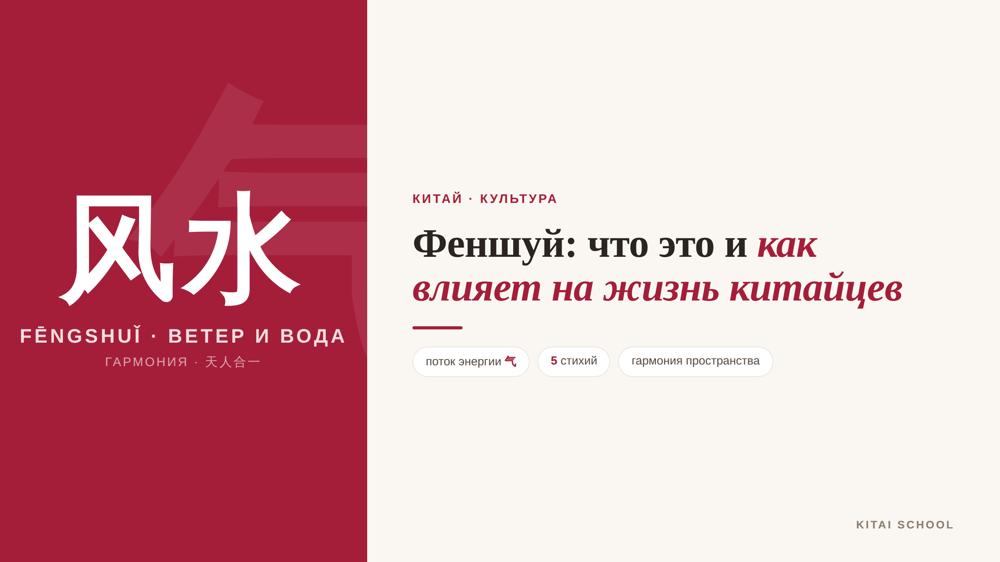 气
风水
FĒNGSHUǏ · ВЕТЕР И ВОДА
ГАРМОНИЯ · 天人合一
КИТАЙ · КУЛЬТУРА
Феншуй: что это и как
влияет на жизнь китайцев
поток энергии 气
5 стихий
гармония пространства
KITAI SCHOOL